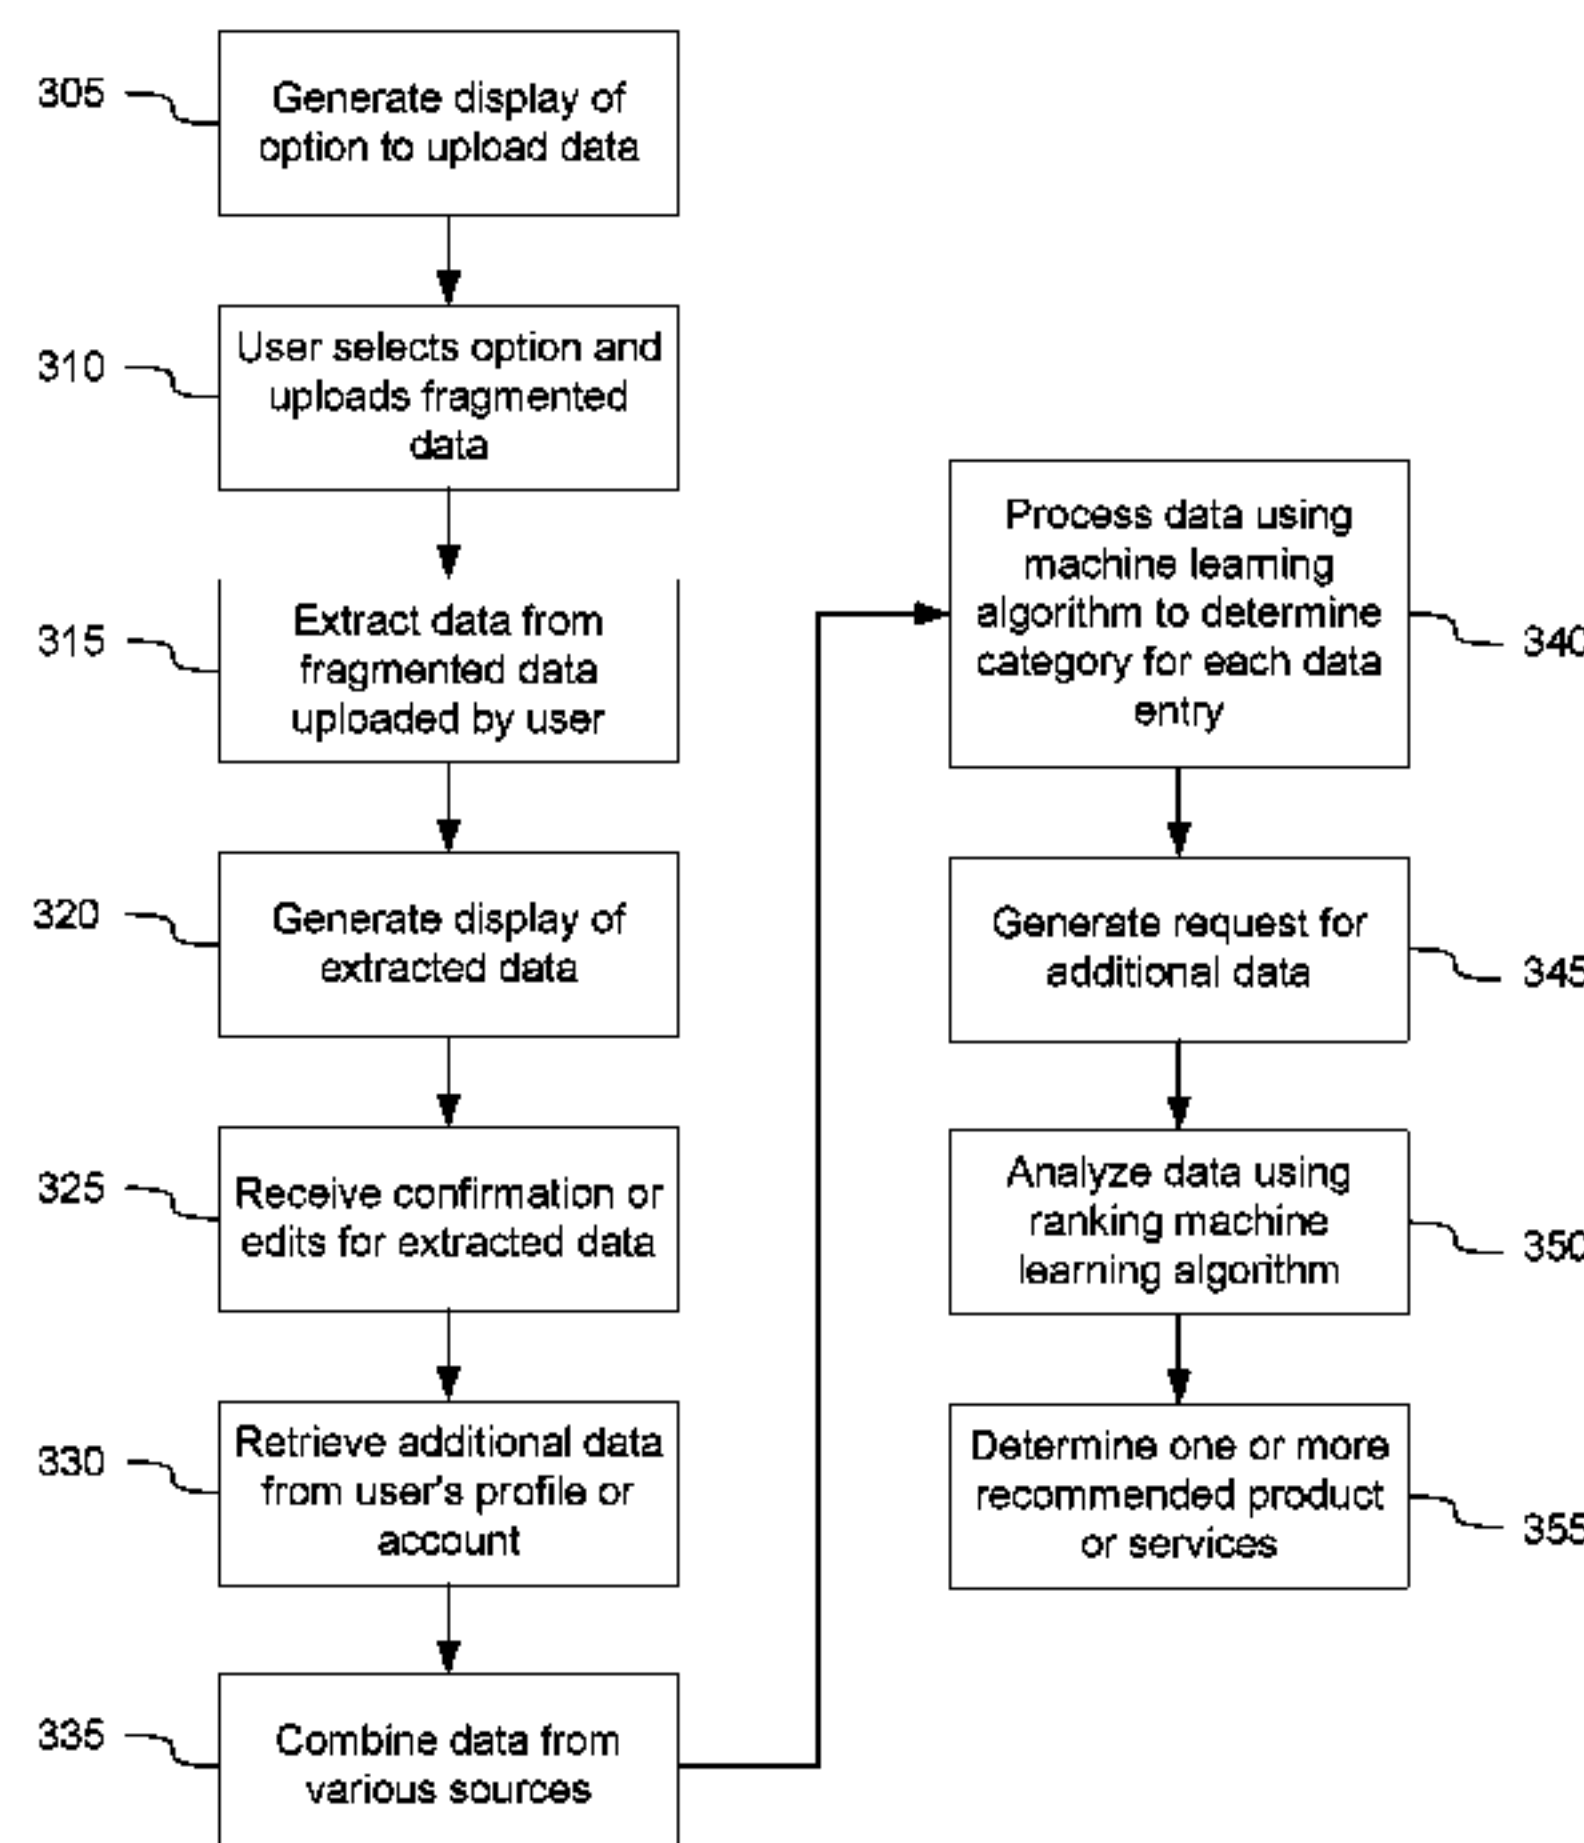 305
Generate display of
option to upload data
310
User selects option and
uploads fragmented
data
315
Extract data from
fragmented data
uploaded by user
320
Generate display of
extracted data
325
Receive confirmation or
edits for extracted data
330
Retrieve additional data
from user's profile or
account
335
Combine data from
various sources
Process data using
machine learning
algorithm to determine
category for each data
entry
340
Generate request for
additional data
345
Analyze data using
ranking machine
learning algorithm
350
Determine one or more
recommended product
or services
355